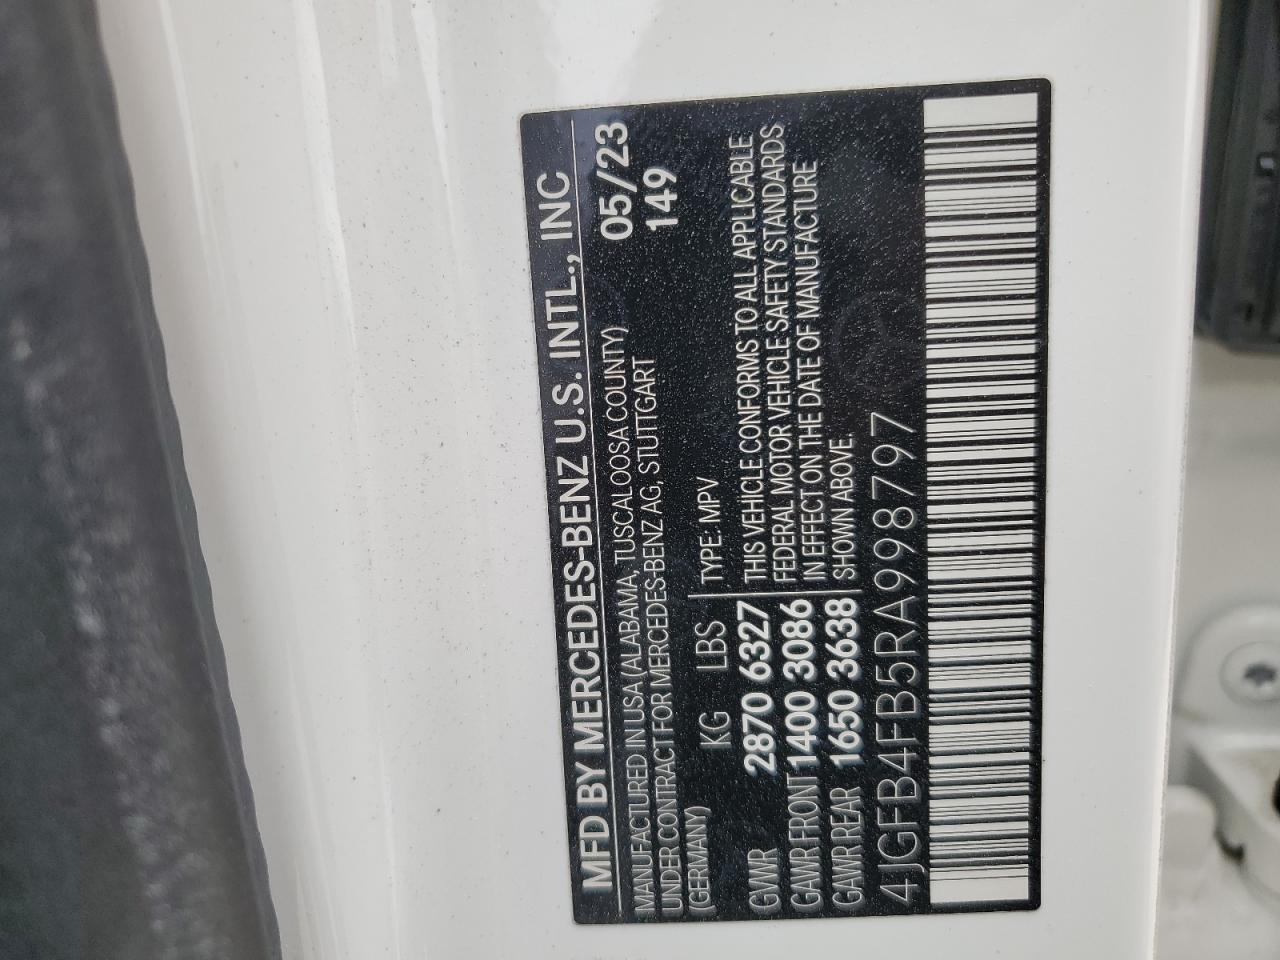 MFD BY MERCEDES-BENZ U.S. INTL., INC
MANUFACTURED IN USA (ALABAMA, TUSCALOOSA COUNTY) 05/23
UNDER CONTRACT FOR MERCEDES-BENZ AG, STUTTGART 149
(GERMANY)
KG LBS TYPE: MPV
GVWR 2870 6327
GAWR FRONT 1400 3086
GAWR REAR 1650 3638
THIS VEHICLE CONFORMS TO ALL APPLICABLE
FEDERAL MOTOR VEHICLE SAFETY STANDARDS
IN EFFECT ON THE DATE OF MANUFACTURE
SHOWN ABOVE.
4JGFB4FB5RA998797